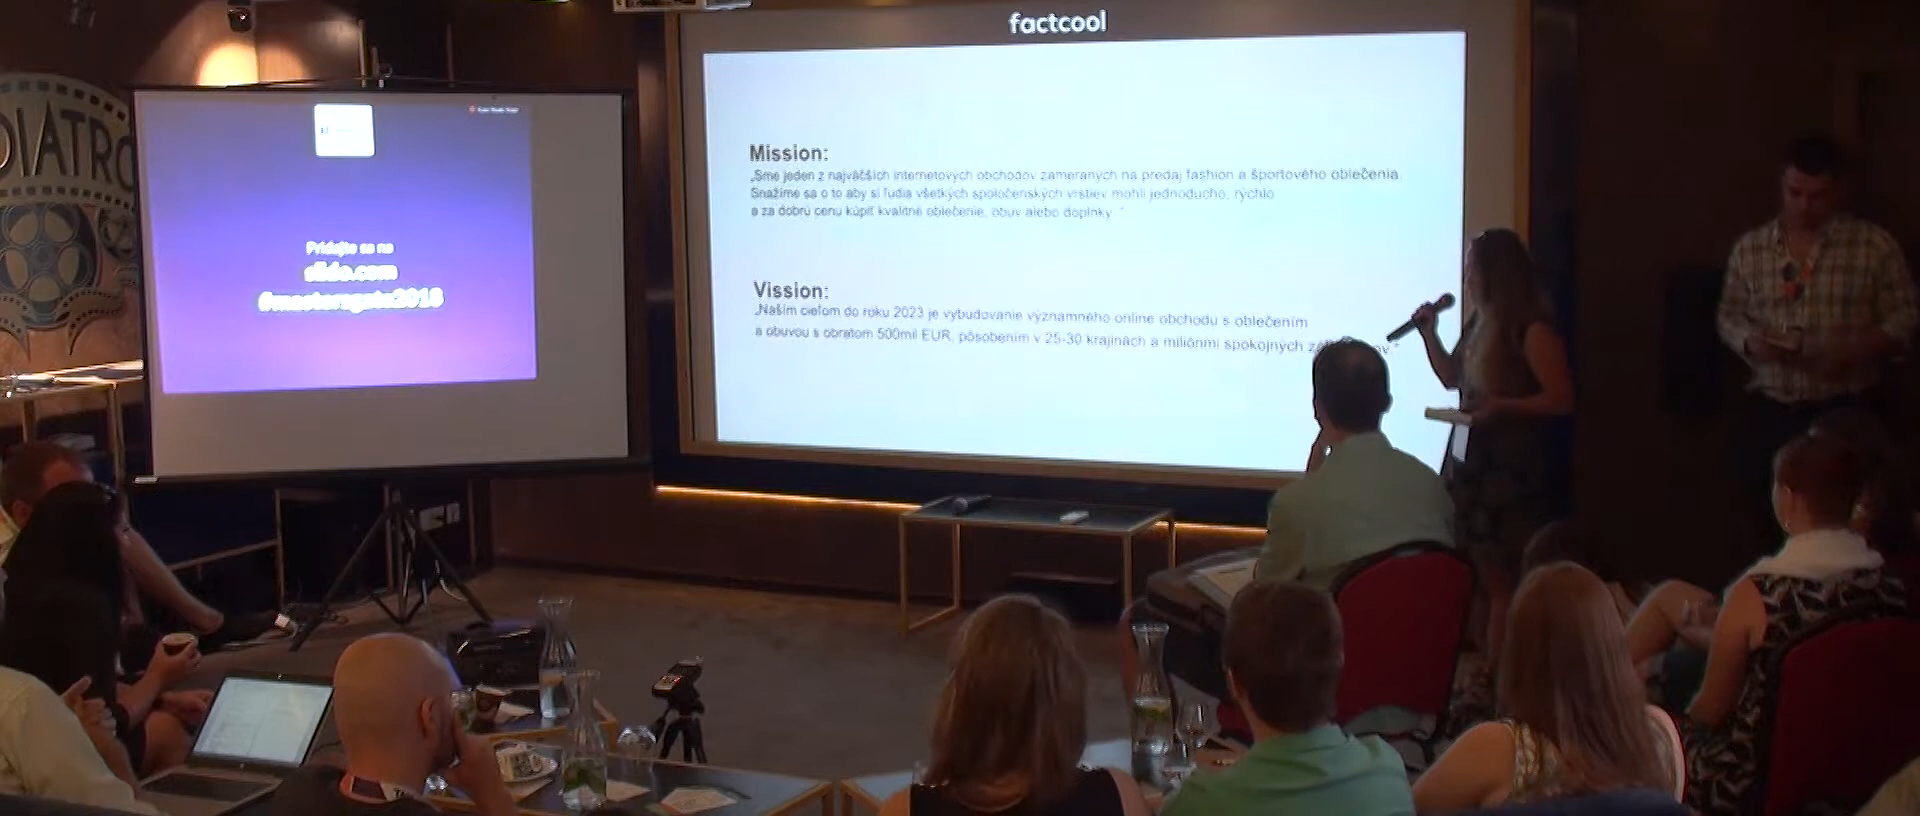 DIATRO
Pridajte sa na
slido.com
#mastersgate2018
factcool
Mission:
„Sme jeden z najväčších internetových obchodov zameraných na predaj fashion a športového oblečenia.
Snažíme sa o to aby si ľudia všetkých spoločenských vrstiev mohli jednoducho, rýchlo
a za dobrú cenu kúpiť kvalitné oblečenie, obuv alebo doplnky. "
Vission:
„Naším cieľom do roku 2023 je vybudovanie významného online obchodu s oblečením
a obuvou s obratom 500mil EUR, pôsobením v 25-30 krajinách a miliónmi spokojných